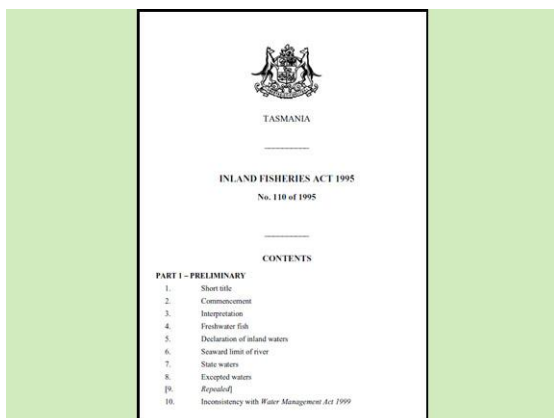 TASMANIA
INLAND FISHERIES ACT 1995
No. 110 of 1995
CONTENTS
PART 1 – PRELIMINARY
1. Short title
2. Commencement
3. Interpretation
4. Freshwater fish
5. Declaration of inland waters
6. Seaward limit of river
7. State waters
8. Excepted waters
[9. Repealed]
10. Inconsistency with Water Management Act 1999